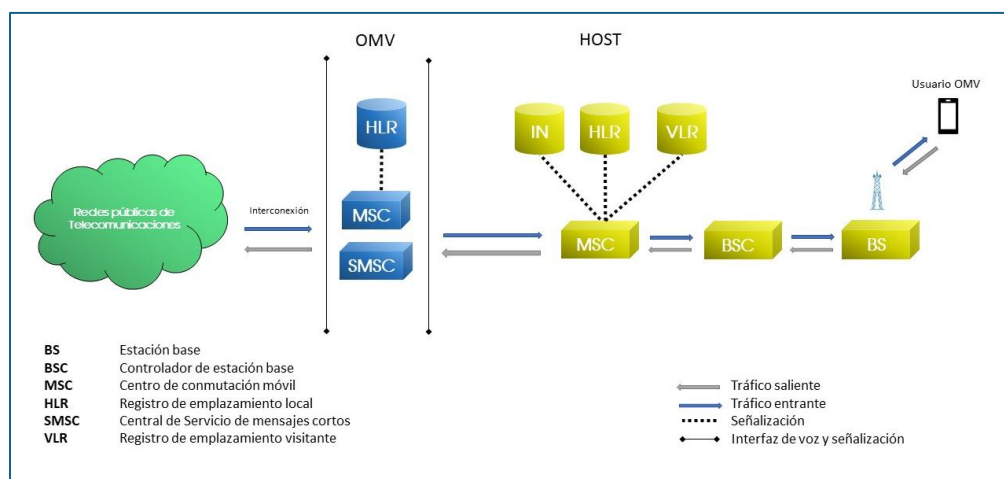 OMV
HOST
Usuario OMV
HLR
IN
HLR
VLR
Redes públicas de
Telecomunicaciones
Interconexión
MSC
SMSC
MSC
BSC
BS
BS Estación base
BSC Controlador de estación base
MSC Centro de conmutación móvil
HLR Registro de emplazamiento local
SMSC Central de Servicio de mensajes cortos
VLR Registro de emplazamiento visitante
Tráfico saliente
Tráfico entrante
Señalización
Interfaz de voz y señalización